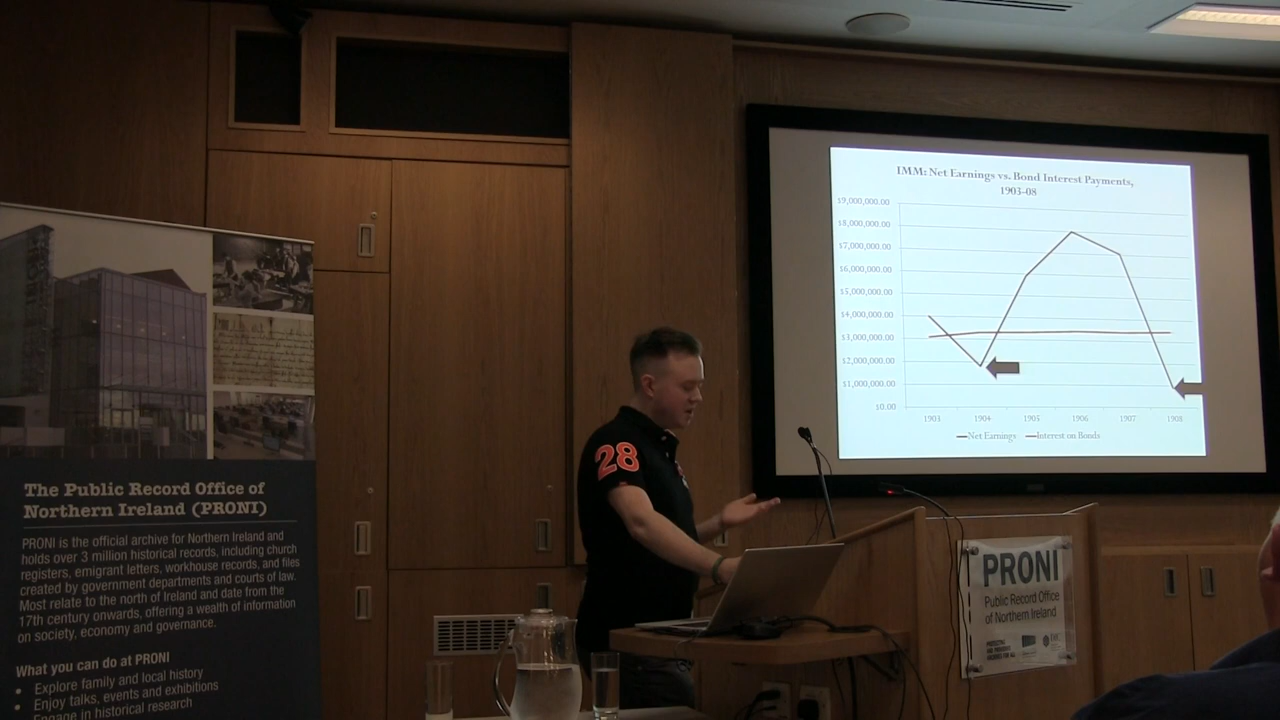 The Public Record Office of
Northern Ireland (PRONI)
PRONI is the official archive for Northern Ireland and
holds over 3 million historical records, including church
registers, emigrant letters, workhouse records, and files
created by government departments and courts of law.
Most relate to the north of Ireland and date from the
17th century onwards, offering a wealth of information
on society, economy and governance.
What you can do at PRONI
• Explore family and local history
• Enjoy talks, events and exhibitions
• Engage in historical research
28
IMM: Net Earnings vs. Bond Interest Payments,
1903-08
$9,000,000.00
$8,000,000.00
$7,000,000.00
$6,000,000.00
$5,000,000.00
$4,000,000.00
$3,000,000.00
$2,000,000.00
$1,000,000.00
$0.00
1903 1904 1905 1906 1907 1908
Net Earnings Interest on Bonds
PRONI
Public Record Office
of Northern Ireland